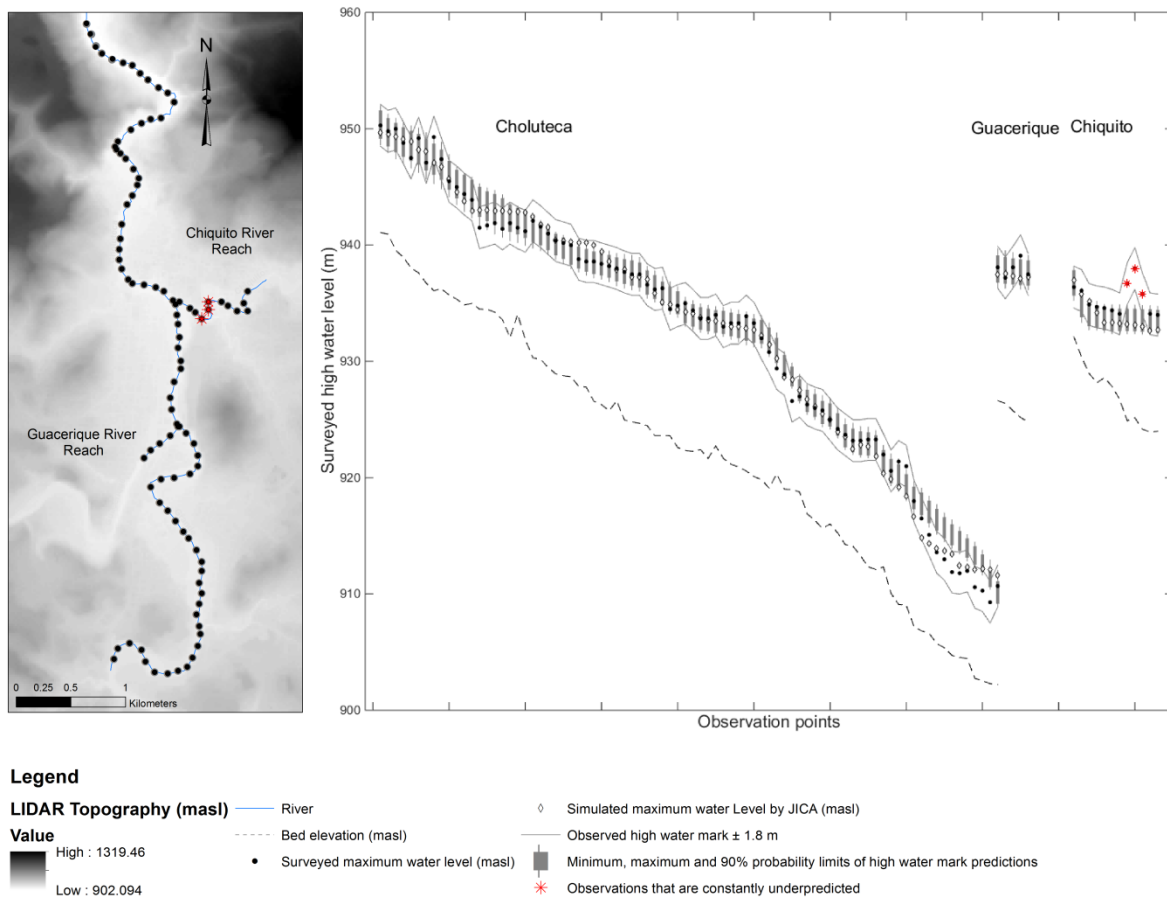 N
Chiquito River
Reach
Guacerique River
Reach
0 0.25 0.5 1
Kilometers
960
950
940
930
920
910
900
Surveyed high water level (m)
Choluteca
Guacerique
Chiquito
Observation points
Legend
LIDAR Topography (masl)
Value
High : 1319.46
Low : 902.094
River
Bed elevation (masl)
Surveyed maximum water level (masl)
Simulated maximum water Level by JICA (masl)
Observed high water mark ± 1.8 m
Minimum, maximum and 90% probability limits of high water mark predictions
Observations that are constantly underpredicted